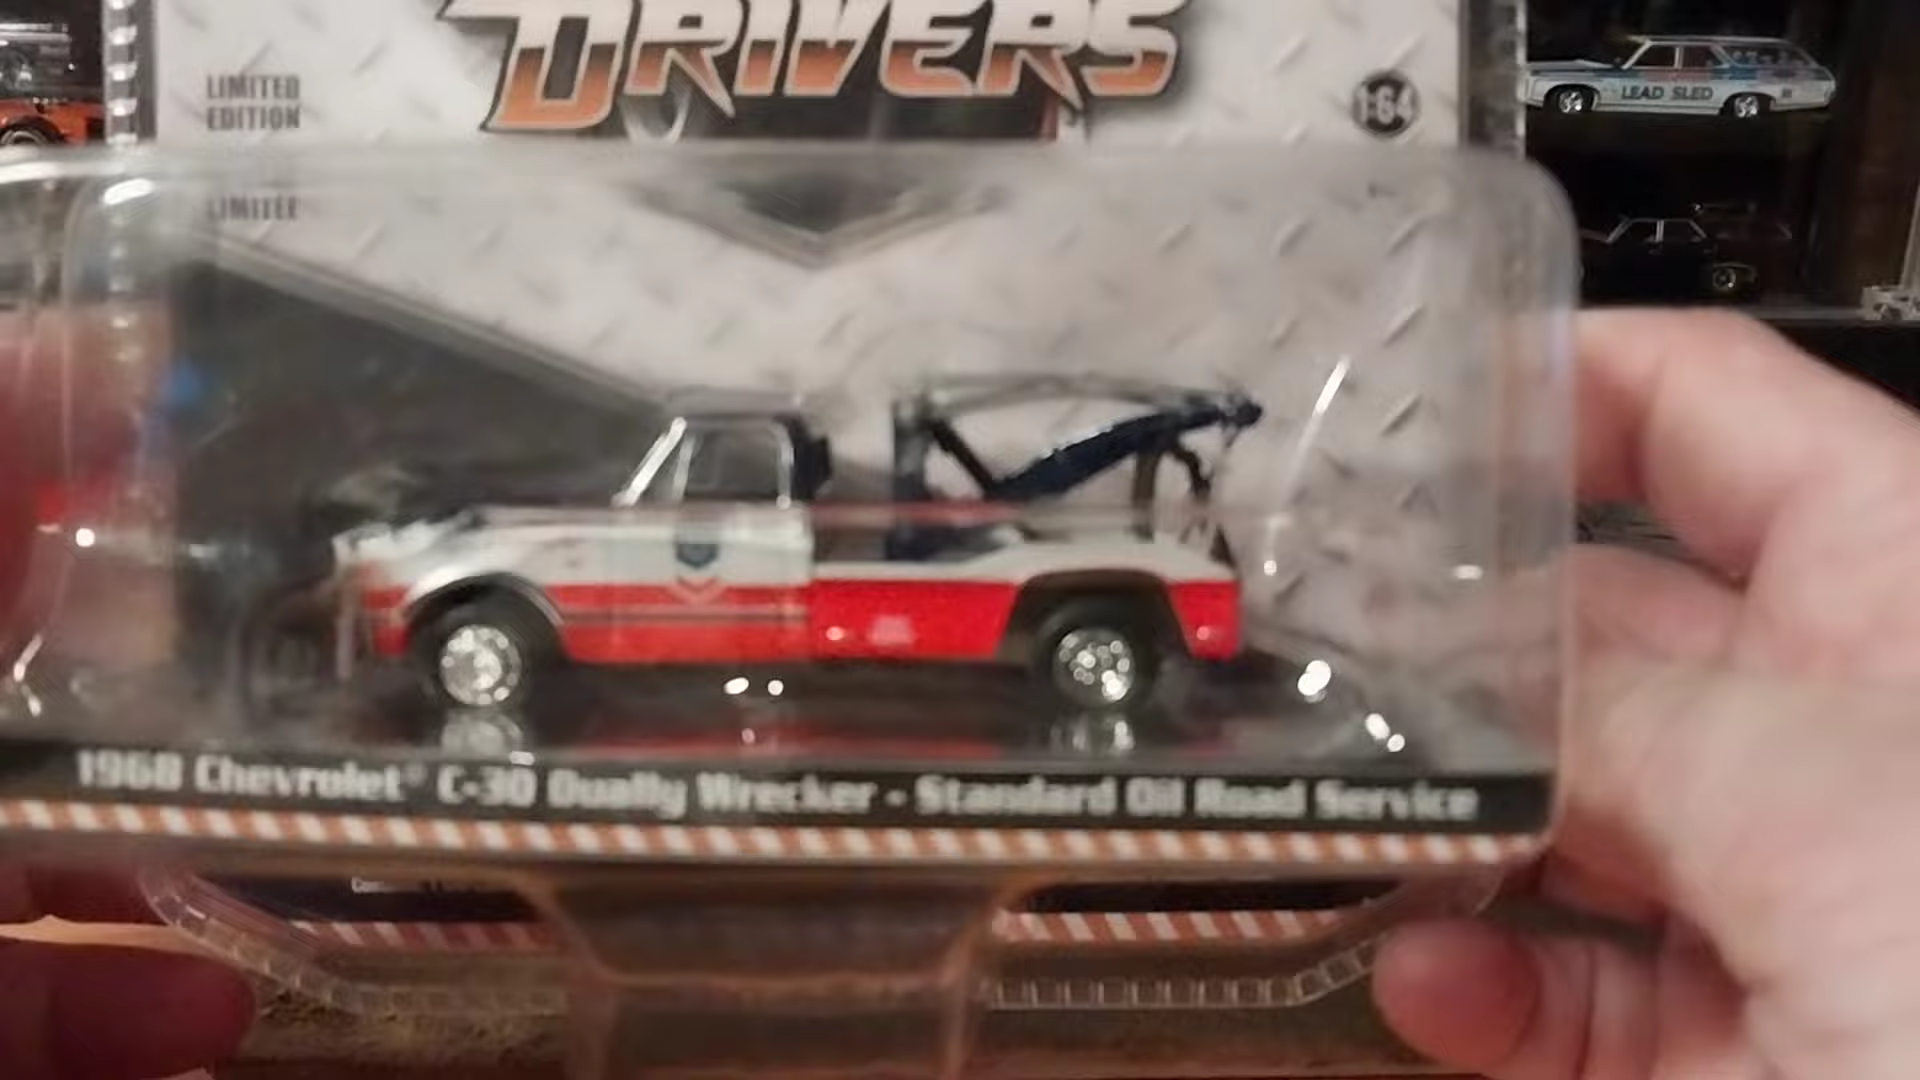 DRIVERS
LIMITED
EDITION
1:64
LEAD SLED
1968 Chevrolet® C-30 Dually Wrecker - Standard Oil Road Service